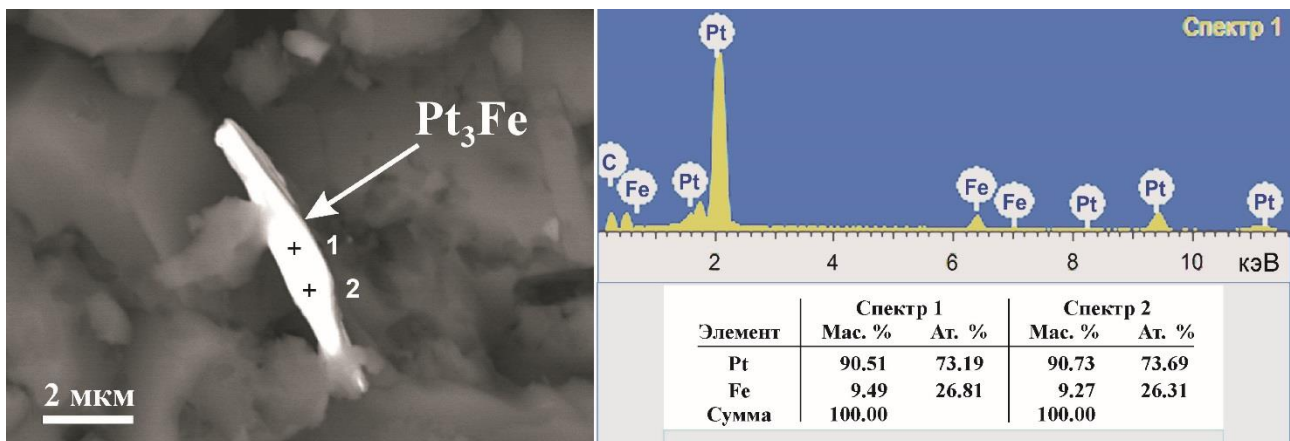 Pt₃Fe
1
2
2 мкм
Спектр 1
Pt
C
Fe
Pt
Fe
Fe
Pt
Pt
Pt
2
4
6
8
10
кэВ
Спектр 1 Спектр 2
Элемент Мас. % Ат. % Мас. % Ат. %
Pt 90.51 73.19 90.73 73.69
Fe 9.49 26.81 9.27 26.31
Сумма 100.00 100.00